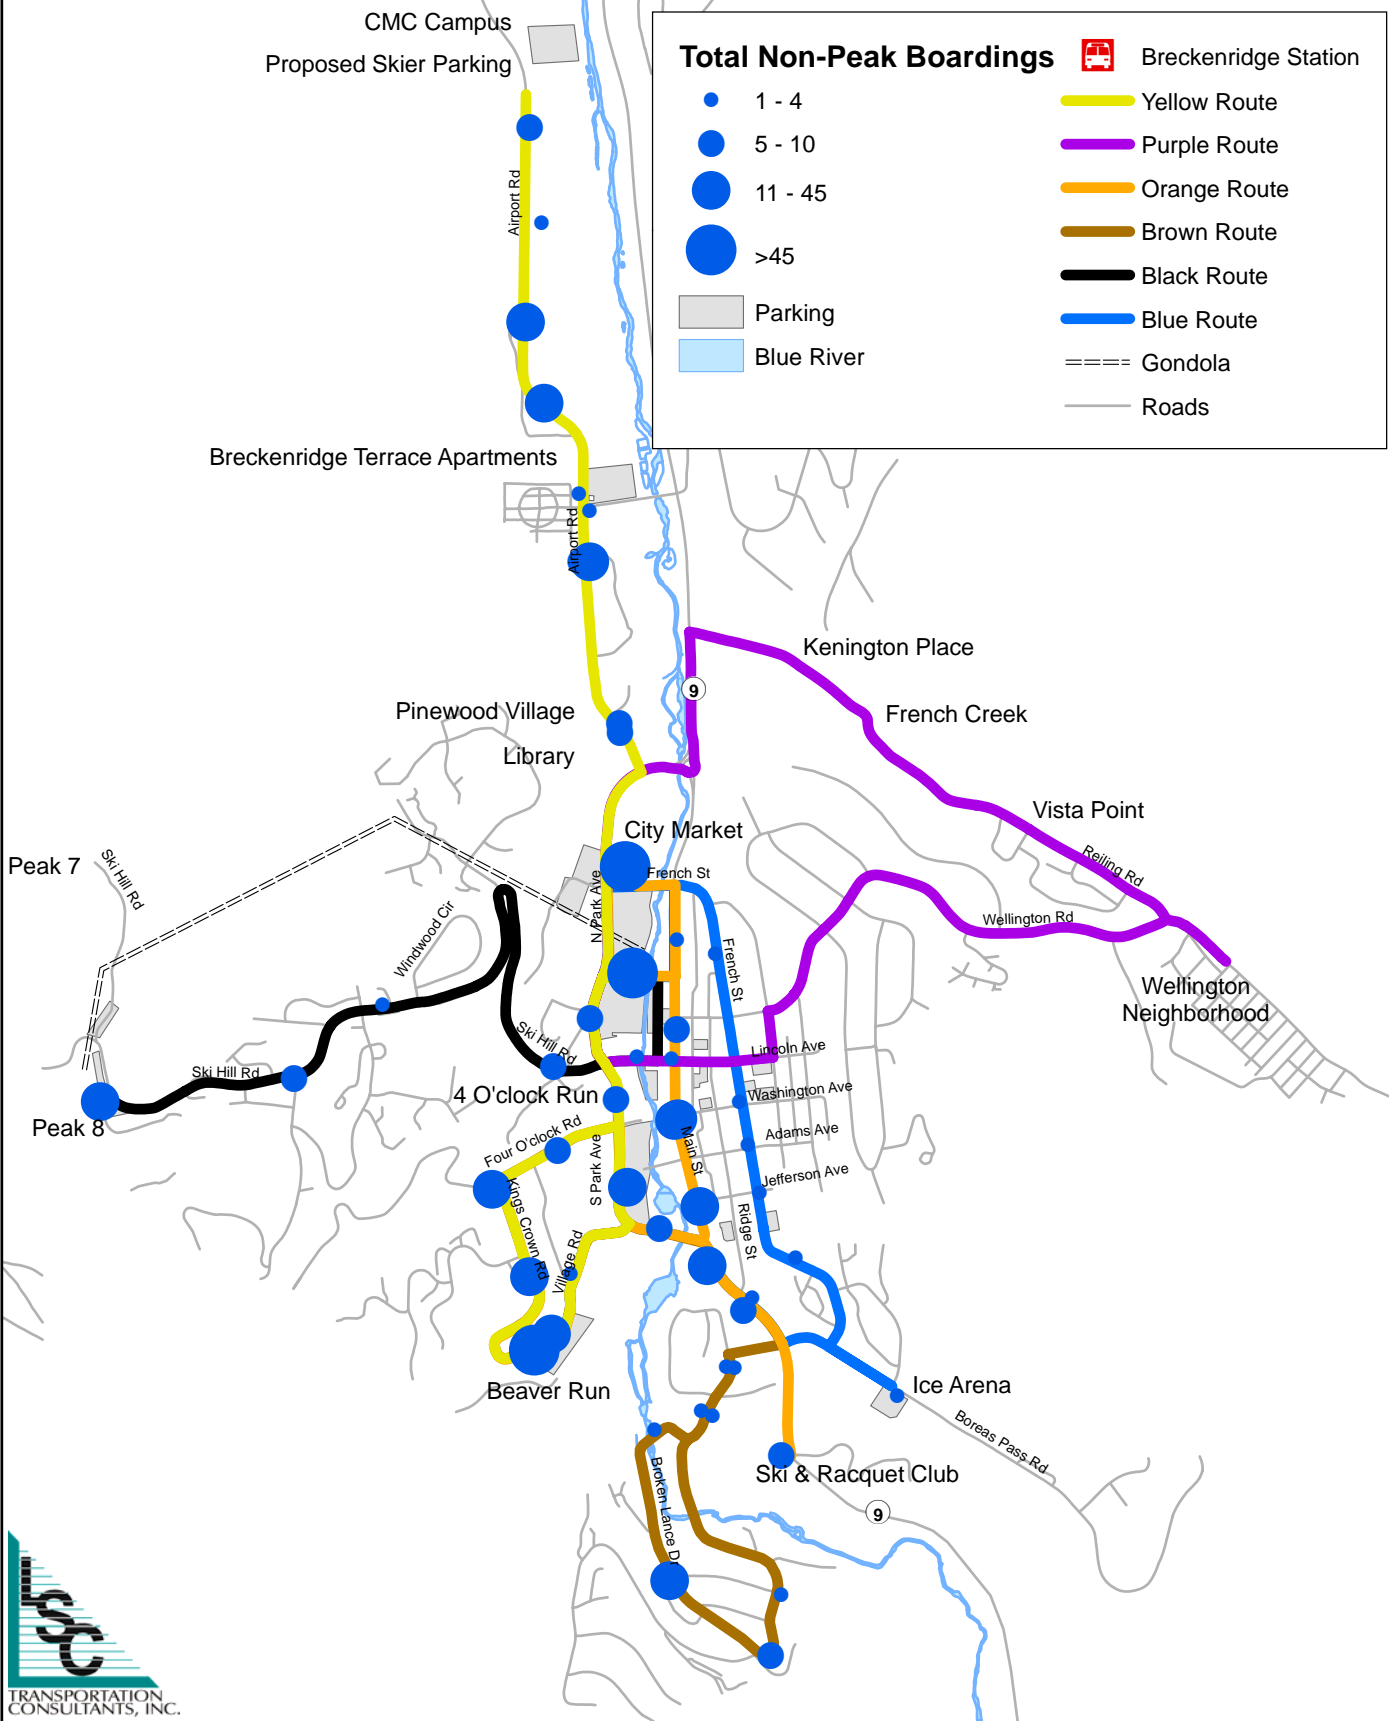 CMC Campus
Proposed Skier Parking
Total Non-Peak Boardings
1 - 4
5 - 10
11 - 45
>45
Parking
Blue River
Breckenridge Station
Yellow Route
Purple Route
Orange Route
Brown Route
Black Route
Blue Route
Gondola
Roads
Airport Rd
Breckenridge Terrace Apartments
Airport Rd
Kenington Place
9
French Creek
Pinewood Village
Library
Vista Point
City Market
Reiling Rd
Peak 7
Ski Hill Rd
French St
N Park Ave
Windwood Cir
Wellington Rd
French St
Wellington
Neighborhood
Ski Hill Rd
Lincoln Ave
Ski Hill Rd
4 O'clock Run
Washington Ave
Peak 8
Four O'clock Rd
Adams Ave
Main St
S Park Ave
Jefferson Ave
Kings Crown Rd
Ridge St
Village Rd
Beaver Run
Ice Arena
Boreas Pass Rd
Ski & Racquet Club
Broken Lance Dr
9
LSC
TRANSPORTATION
CONSULTANTS, INC.